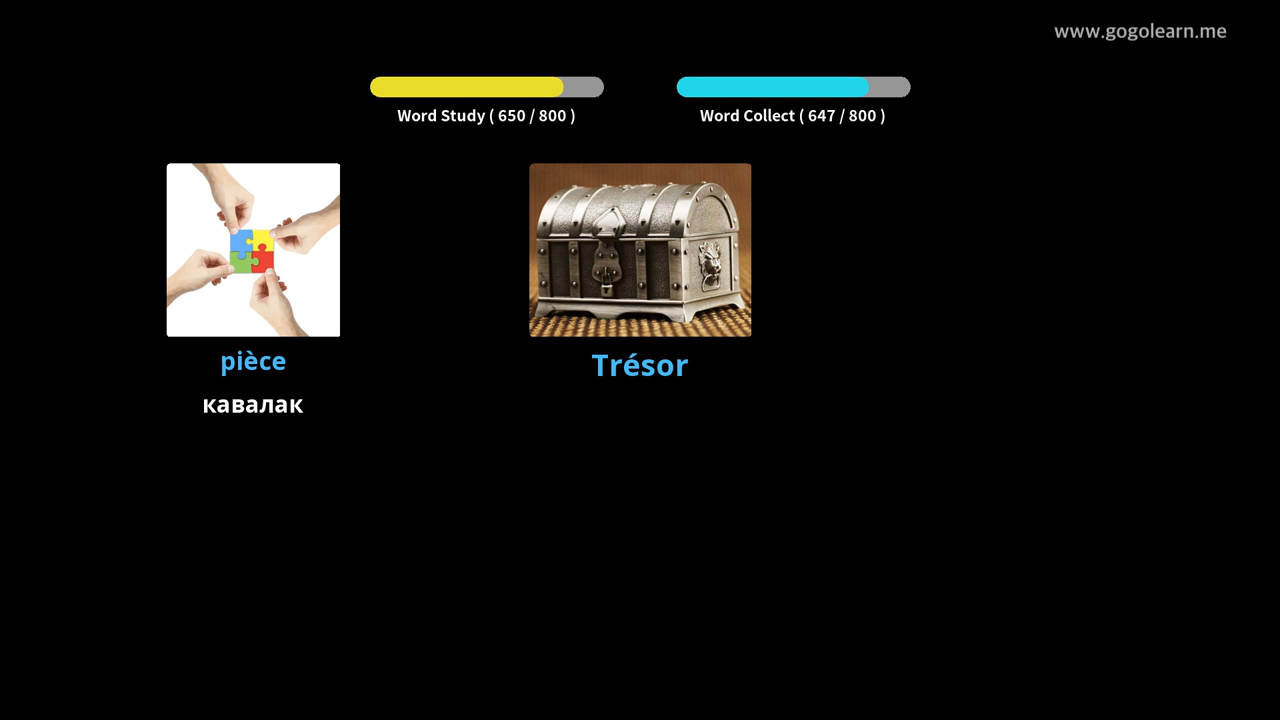 www.gogolearn.me
Word Study ( 650 / 800 )
Word Collect ( 647 / 800 )
pièce
кавалак
Trésor